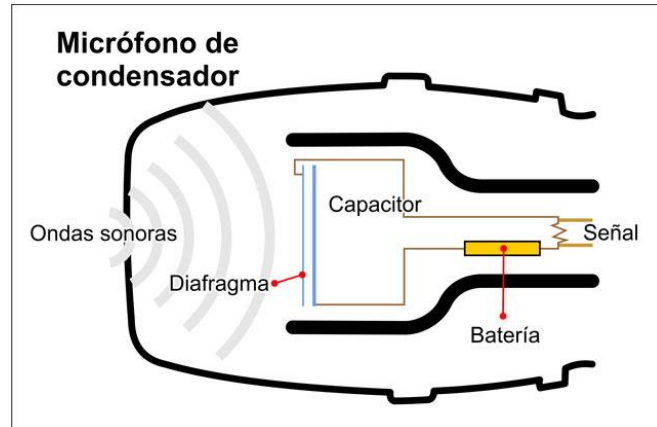 Micrófono de
condensador
Capacitor
Ondas sonoras
Señal
Diafragma
Batería